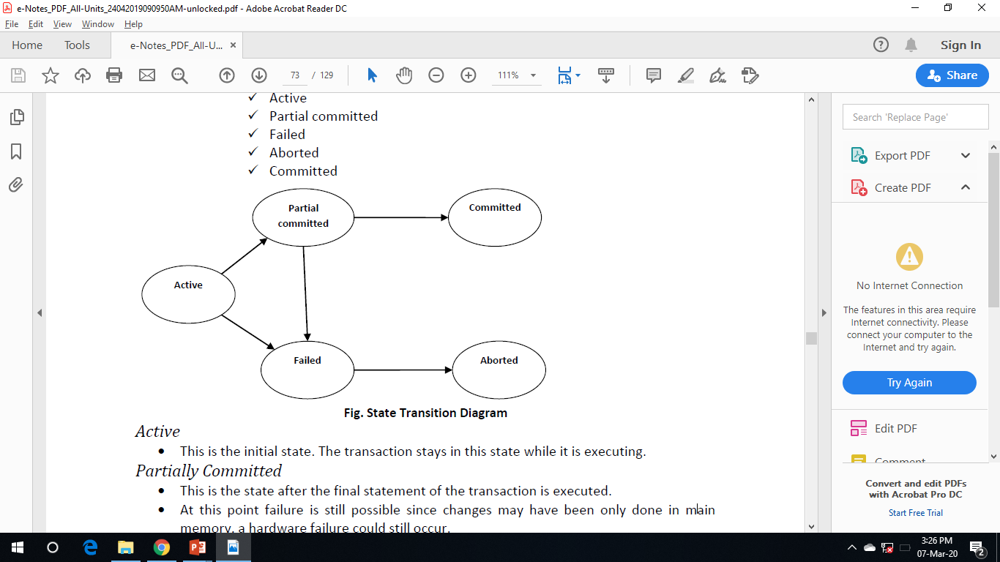 e-Notes_PDF_All-Units_24042019090950AM-unlocked.pdf - Adobe Acrobat Reader DC
File Edit View Window Help
Home Tools e-Notes_PDF_All-U... × Sign In
73 / 129 111% Share
✓ Active
✓ Partial committed
✓ Failed
✓ Aborted
✓ Committed
Partial
committed
Committed
Active
Failed
Aborted
Fig. State Transition Diagram
Active
• This is the initial state. The transaction stays in this state while it is executing.
Partially Committed
• This is the state after the final statement of the transaction is executed.
• At this point failure is still possible since changes may have been only done in main
memory, a hardware failure could still occur.
Search 'Replace Page'
Export PDF
Create PDF
No Internet Connection
The features in this area require
Internet connectivity. Please
connect your computer to the
Internet and try again.
Try Again
Edit PDF
Comment
Convert and edit PDFs
with Acrobat Pro DC
Start Free Trial
3:26 PM
07-Mar-20
2